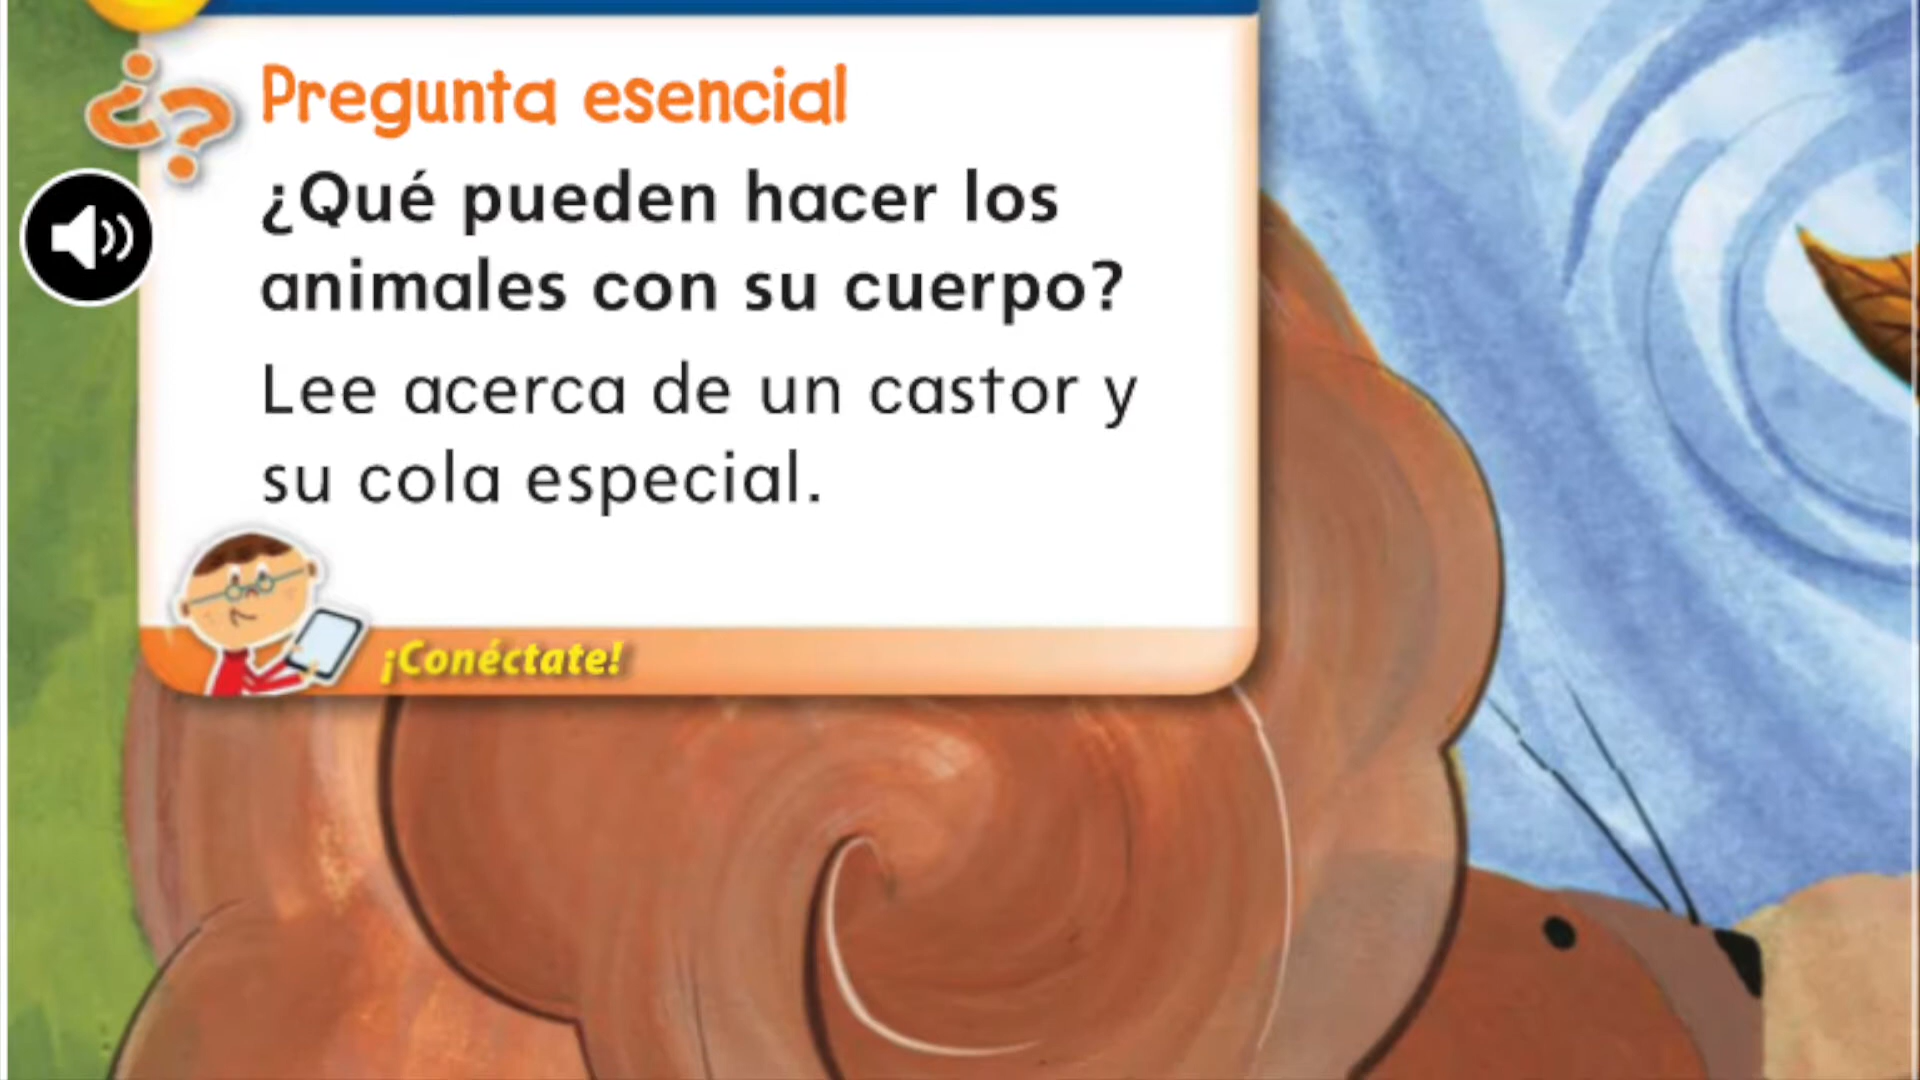 Pregunta esencial
¿Qué pueden hacer los
animales con su cuerpo?
Lee acerca de un castor y
su cola especial.
¡Conéctate!